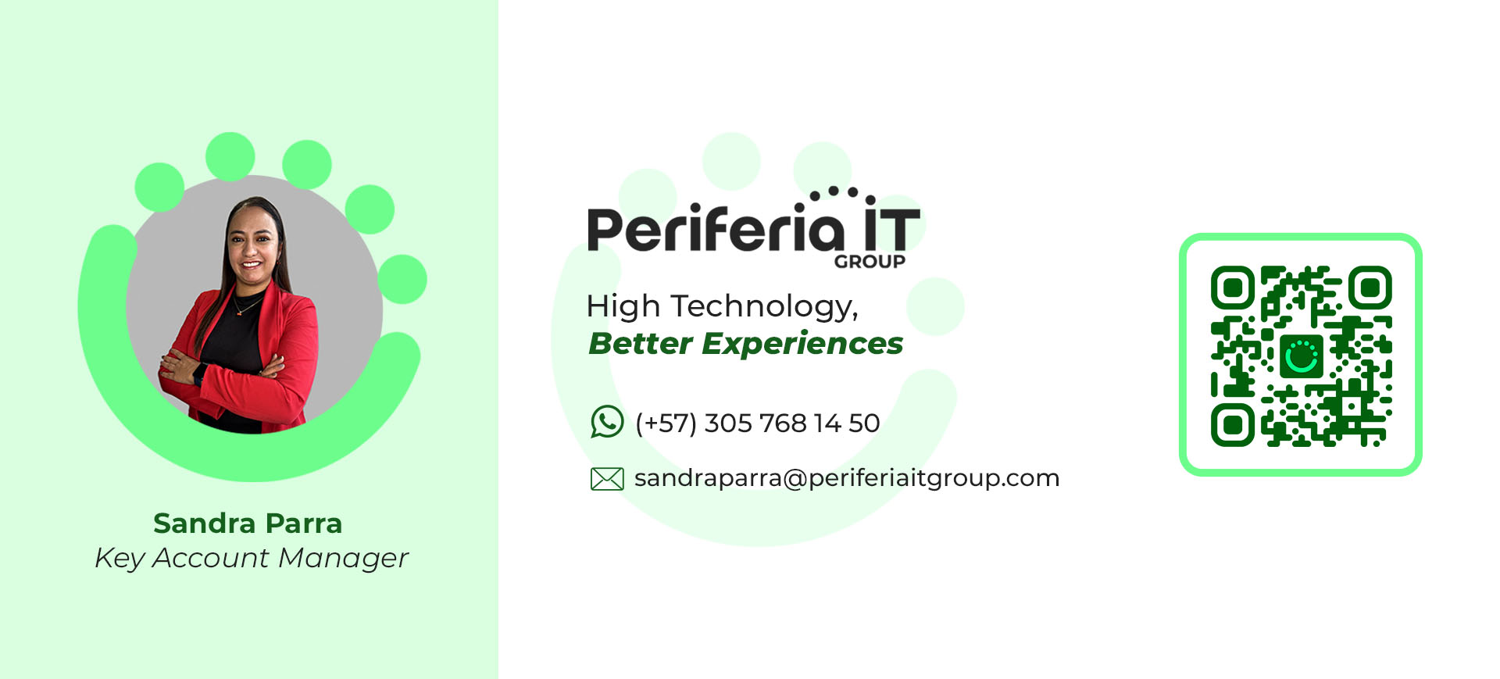 Sandra Parra
Key Account Manager
Periferia IT
GROUP
High Technology,
Better Experiences
(+57) 305 768 14 50
sandraparra@periferiaitgroup.com